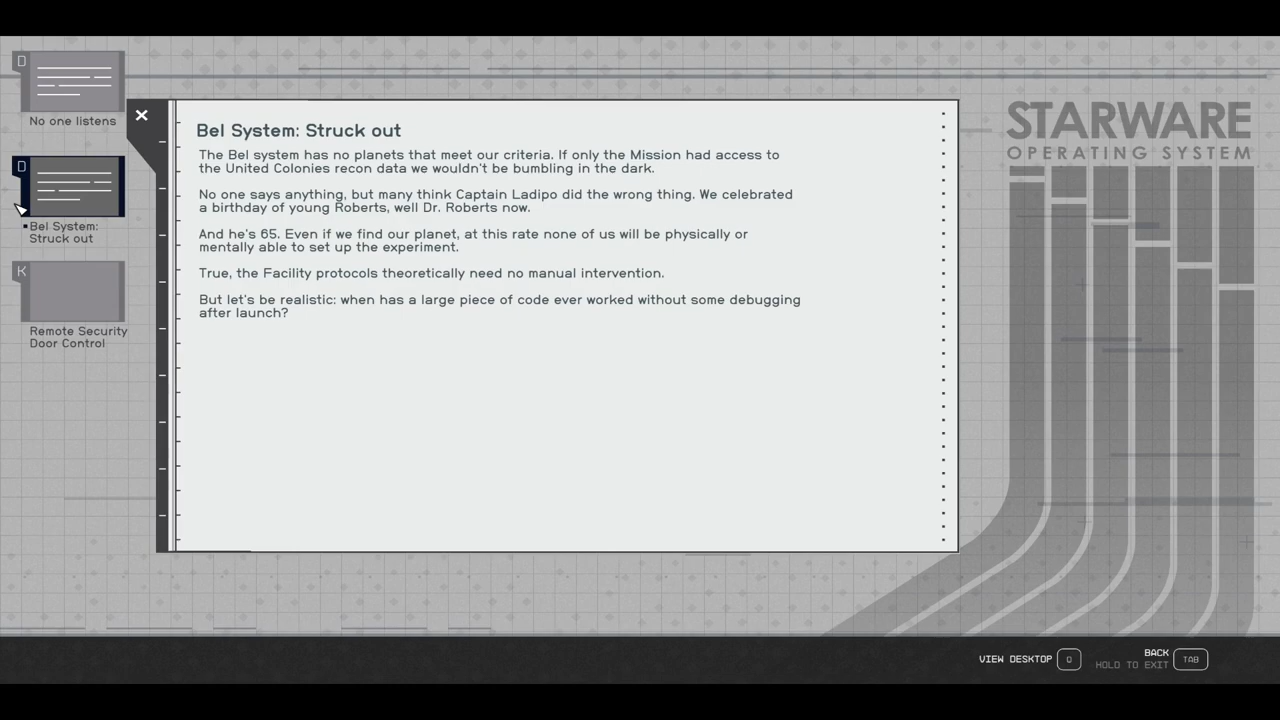 D
No one listens
D
Bel System:
Struck out
K
Remote Security
Door Control
Bel System: Struck out
The Bel system has no planets that meet our criteria. If only the Mission had access to
the United Colonies recon data we wouldn't be bumbling in the dark.
No one says anything, but many think Captain Ladipo did the wrong thing. We celebrated
a birthday of young Roberts, well Dr. Roberts now.
And he's 65. Even if we find our planet, at this rate none of us will be physically or
mentally able to set up the experiment.
True, the Facility protocols theoretically need no manual intervention.
But let's be realistic: when has a large piece of code ever worked without some debugging
after launch?
STARWARE
OPERATING SYSTEM
VIEW DESKTOP Q
BACK
HOLD TO EXIT TAB